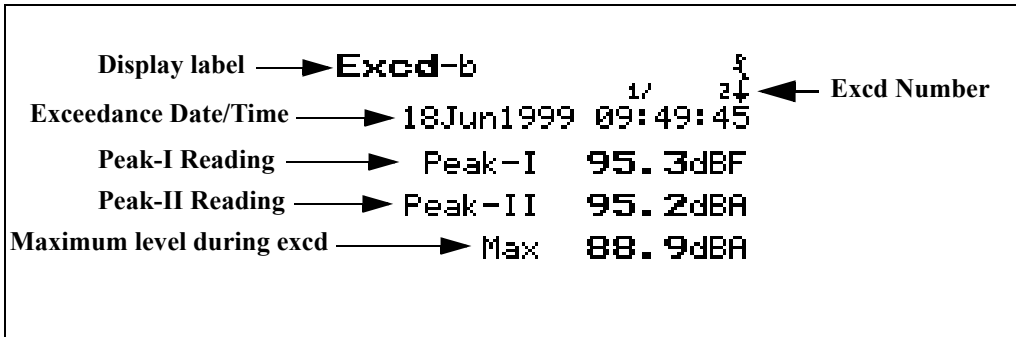 Display label Excd-b
1/ 2 Excd Number
Exceedance Date/Time 18Jun1999 09:49:45
Peak-I Reading Peak-I 95.3dBF
Peak-II Reading Peak-II 95.2dBA
Maximum level during excd Max 88.9dBA